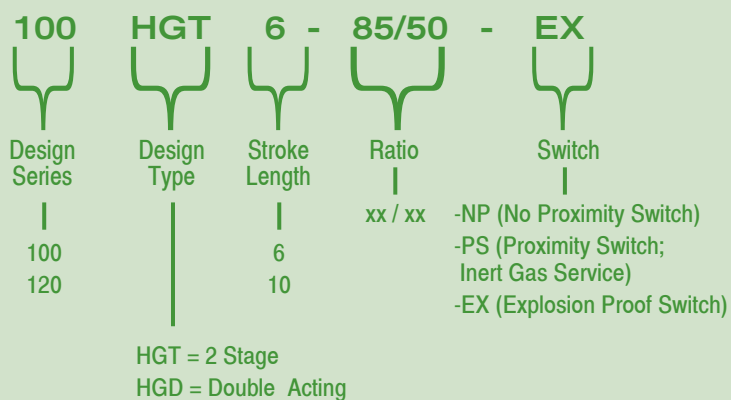 100 HGT 6 - 85/50 - EX
Design Series
Design Type
Stroke Length
Ratio
Switch
100
120
6
10
xx / xx
-NP (No Proximity Switch)
-PS (Proximity Switch;
Inert Gas Service)
-EX (Explosion Proof Switch)
HGT = 2 Stage
HGD = Double Acting